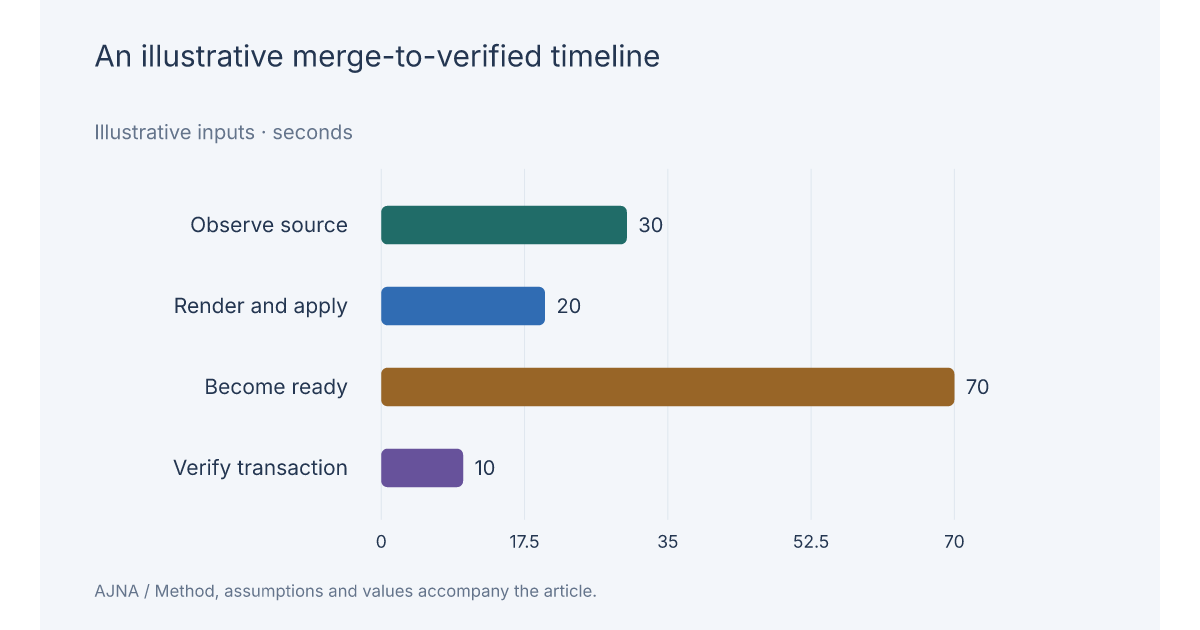 An illustrative merge-to-verified timeline
Illustrative inputs · seconds
Observe source 30
Render and apply 20
Become ready 70
Verify transaction 10
0 17.5 35 52.5 70
AJNA / Method, assumptions and values accompany the article.